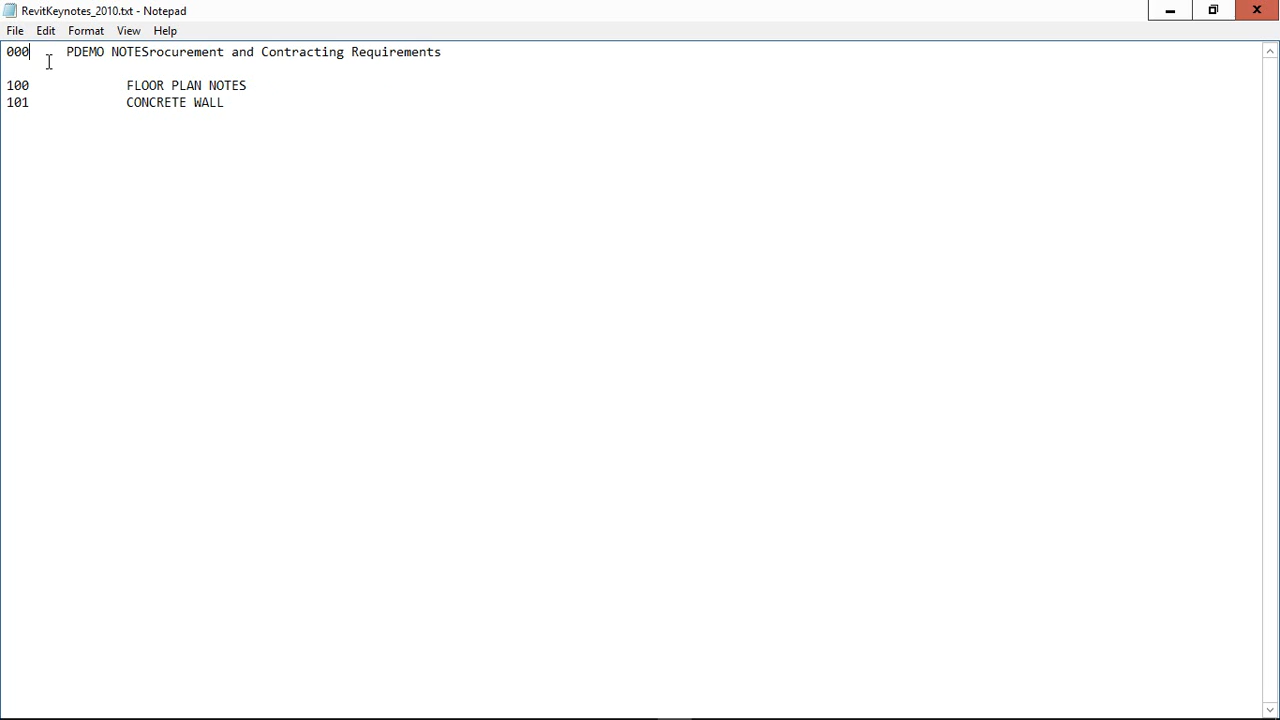 RevitKeynotes_2010.txt - Notepad
File Edit Format View Help
000 PDEMO NOTESrocurement and Contracting Requirements
100 FLOOR PLAN NOTES
101 CONCRETE WALL